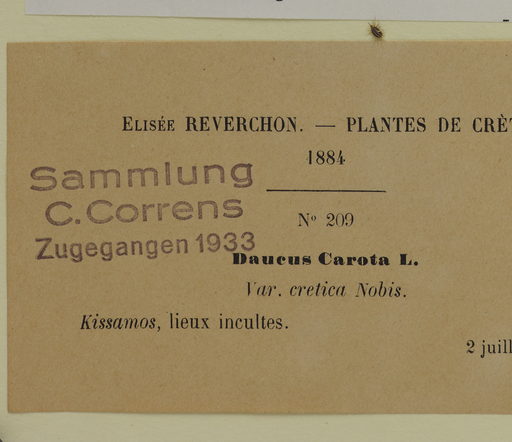 Elisée REVERCHON. — PLANTES DE CRÈT
1884
Sammlung
C. Correns
Zugegangen 1933
Nº 209
Daucus Carota L.
Var. cretica Nobis.
Kissamos, lieux incultes.
2 juill